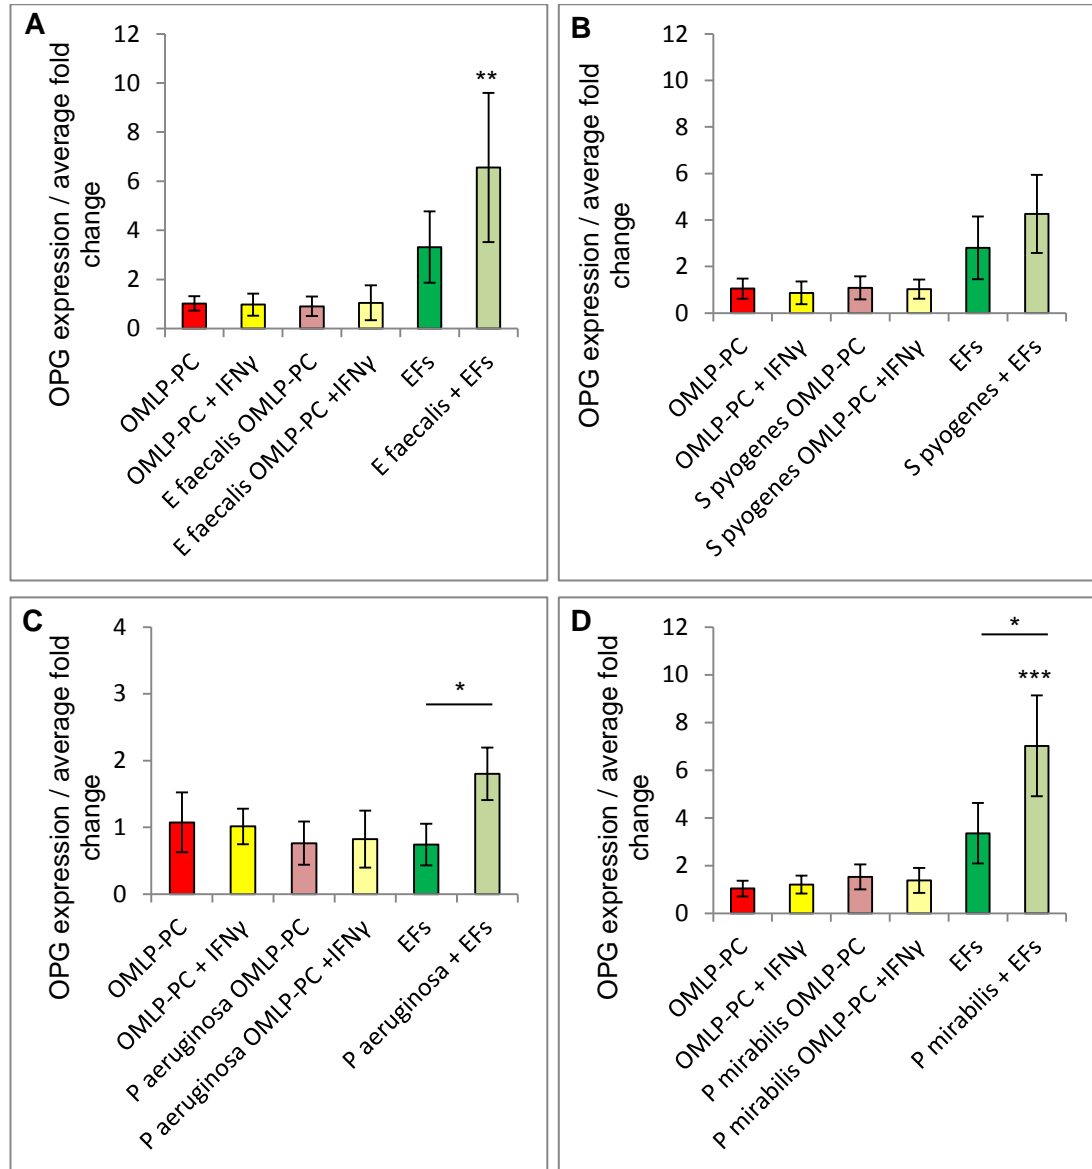 A
OPG expression / average fold
change
12
10
8
6
4
2
0
**
OMLP-PC
OMLP-PC + IFNγ
E faecalis OMLP-PC
E faecalis OMLP-PC +IFNγ
EFs
E faecalis + EFs
B
OPG expression / average fold
change
12
10
8
6
4
2
0
OMLP-PC
OMLP-PC + IFNγ
S pyogenes OMLP-PC
S pyogenes OMLP-PC +IFNγ
EFs
S pyogenes + EFs
C
OPG expression / average fold
change
4
3
2
1
0
*
OMLP-PC
OMLP-PC + IFNγ
P aeruginosa OMLP-PC
P aeruginosa OMLP-PC +IFNγ
EFs
P aeruginosa + EFs
D
OPG expression / average fold
change
12
10
8
6
4
2
0
*
***
OMLP-PC
OMLP-PC + IFNγ
P mirabilis OMLP-PC
P mirabilis OMLP-PC +IFNγ
EFs
P mirabilis + EFs